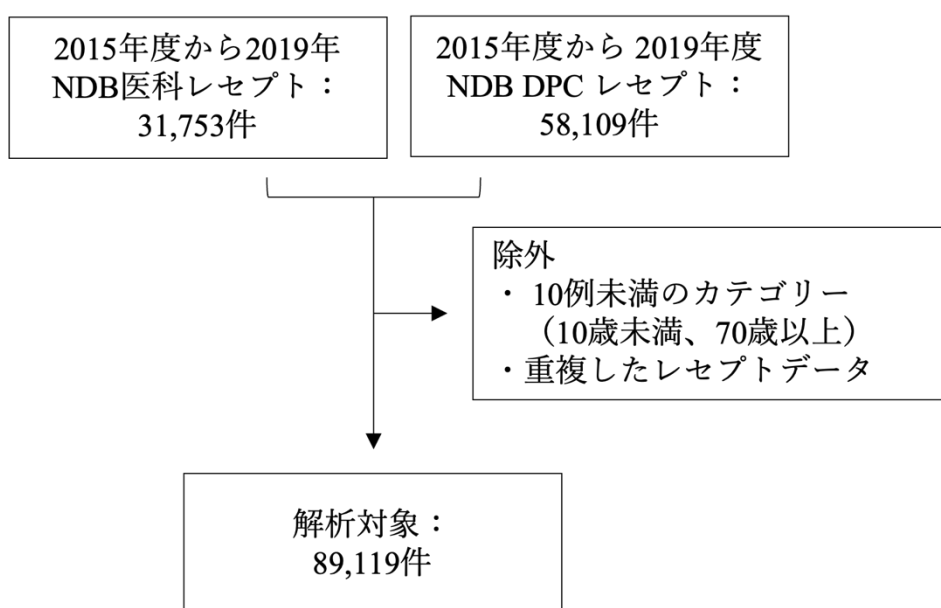 2015年度から2019年
NDB医科レセプト：
31,753件
2015年度から 2019年度
NDB DPC レセプト：
58,109件
除外
・ 10例未満のカテゴリー
（10歳未満、70歳以上）
・重複したレセプトデータ
解析対象：
89,119件